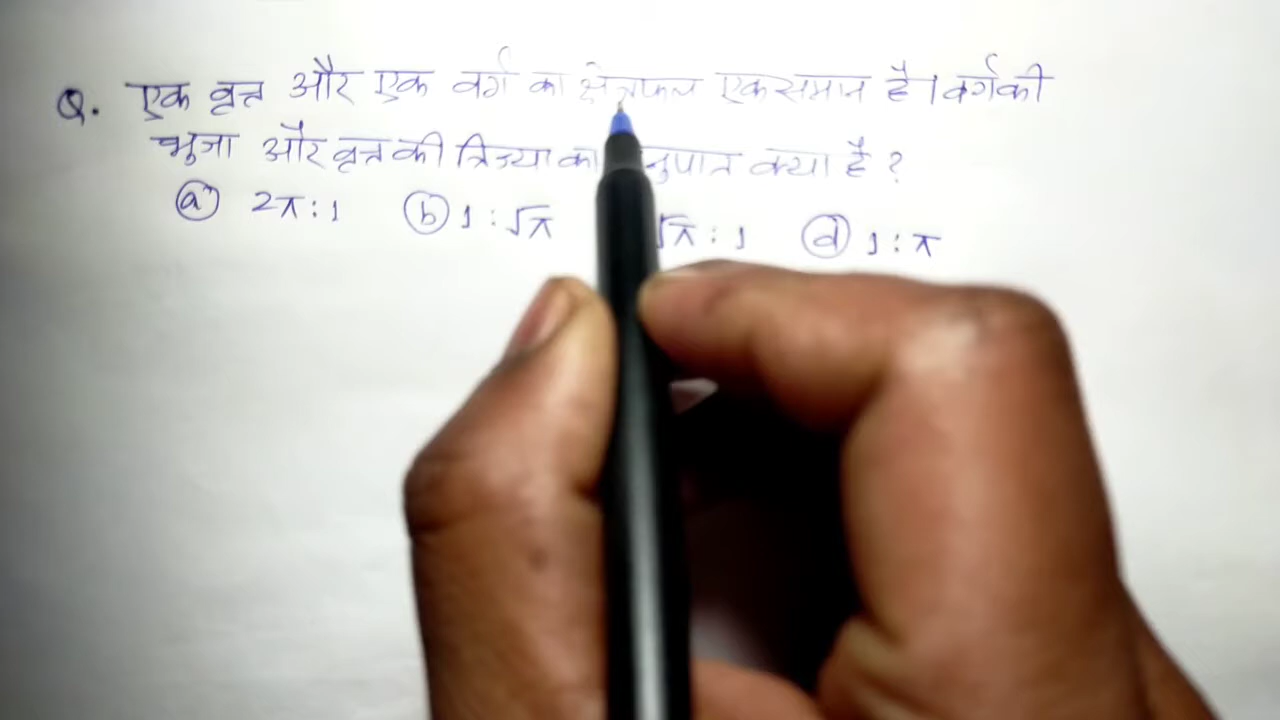 Q. एक वृत्त और एक वर्ग का क्षेत्रफल एकसमान है। वर्ग की
भुजा और वृत्त की त्रिज्या का नुपात क्या है ?
(a) 2π : 1 (b) 1 : √π √π : 1 (d) 1 : π